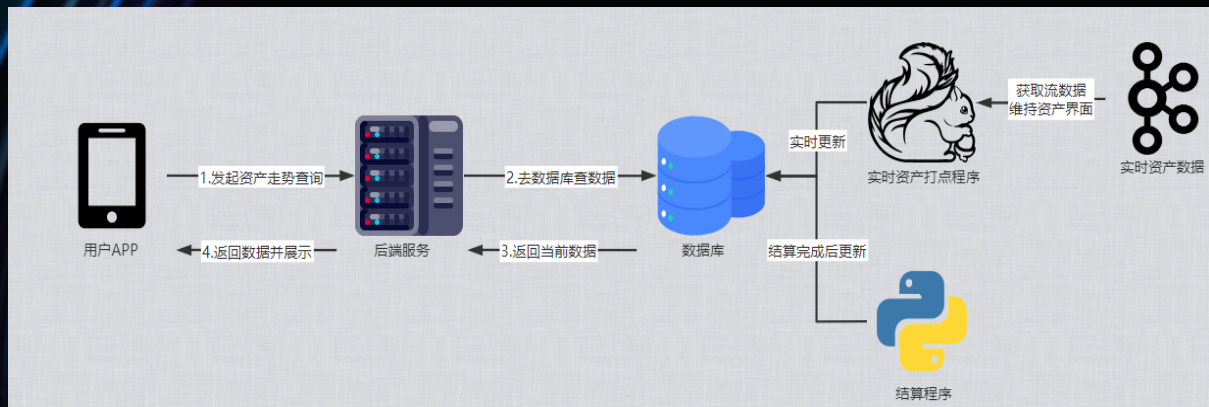 获取流数据
维持资产界面
实时更新
实时资产打点程序
实时资产数据
1.发起资产走势查询
2.去数据库查数据
用户APP
后端服务
数据库
4.返回数据并展示
3.返回当前数据
结算完成后更新
结算程序